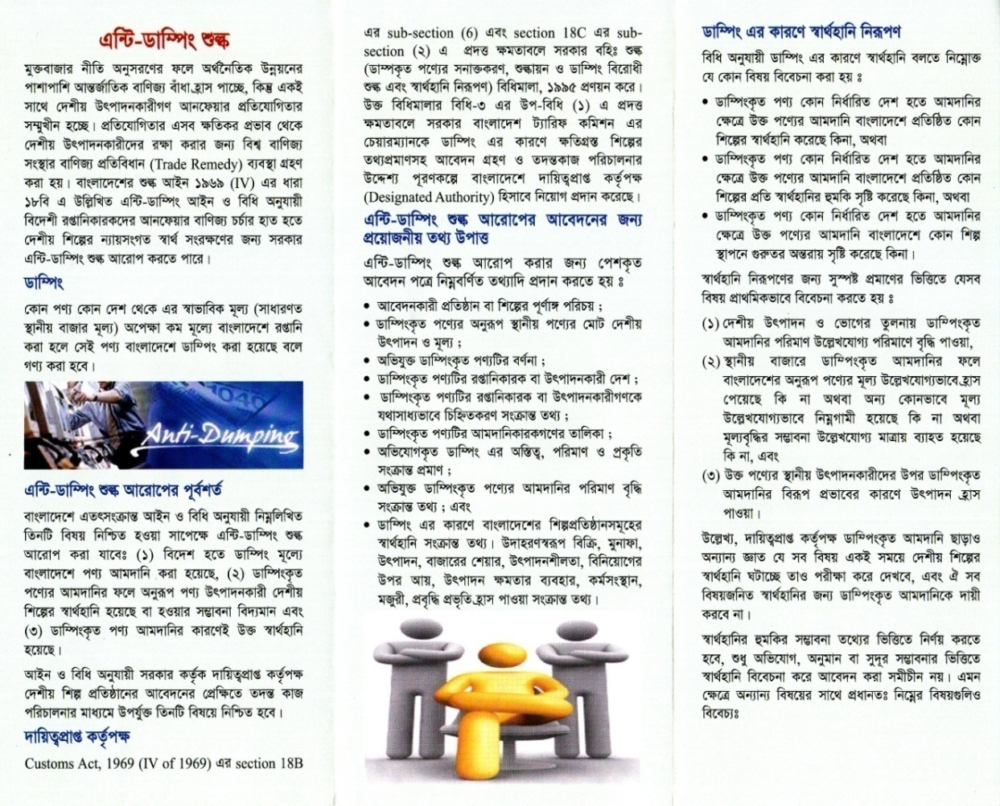 এন্টি-ডাম্পিং শুল্ক
মুক্তবাজার নীতি অনুসরণের ফলে অর্থনৈতিক উন্নয়নের
পাশাপাশি আন্তর্জাতিক বাণিজ্য বাঁধা হ্রাস পাচ্ছে, কিন্তু একই
সাথে দেশীয় উৎপাদনকারীগণ আনফেয়ার প্রতিযোগিতার
সম্মুখীন হচ্ছে। প্রতিযোগিতার এসব ক্ষতিকর প্রভাব থেকে
দেশীয় উৎপাদনকারীদের রক্ষা করার জন্য বিশ্ব বাণিজ্য
সংস্থার বাণিজ্য প্রতিবিধান (Trade Remedy) ব্যবস্থা গ্রহণ
করা হয়। বাংলাদেশের শুল্ক আইন ১৯৬৯ (IV) এর ধারা
১৮বি এ উল্লিখিত এন্টি-ডাম্পিং আইন ও বিধি অনুযায়ী
বিদেশী রপ্তানিকারকদের আনফেয়ার বাণিজ্য চর্চার হাত হতে
দেশীয় শিল্পের ন্যায়সংগত স্বার্থ সংরক্ষণের জন্য সরকার
এন্টি-ডাম্পিং শুল্ক আরোপ করতে পারে।
ডাম্পিং
কোন পণ্য কোন দেশ থেকে এর স্বাভাবিক মূল্য (সাধারণত
স্থানীয় বাজার মূল্য) অপেক্ষা কম মূল্যে বাংলাদেশে রপ্তানি
করা হলে সেই পণ্য বাংলাদেশে ডাম্পিং করা হয়েছে বলে
গণ্য করা হবে।
1040
Anti-Dumping
এন্টি-ডাম্পিং শুল্ক আরোপের পূর্বশর্ত
বাংলাদেশে এতৎসংক্রান্ত আইন ও বিধি অনুযায়ী নিম্নলিখিত
তিনটি বিষয় নিশ্চিত হওয়া সাপেক্ষে এন্টি-ডাম্পিং শুল্ক
আরোপ করা যাবেঃ (১) বিদেশ হতে ডাম্পিং মূল্যে
বাংলাদেশে পণ্য আমদানি করা হয়েছে, (২) ডাম্পিংকৃত
পণ্যের আমদানির ফলে অনুরূপ পণ্য উৎপাদনকারী দেশীয়
শিল্পের স্বার্থহানি হয়েছে বা হওয়ার সম্ভাবনা বিদ্যমান এবং
(৩) ডাম্পিংকৃত পণ্য আমদানির কারণেই উক্ত স্বার্থহানি
হয়েছে।
আইন ও বিধি অনুযায়ী সরকার কর্তৃক দায়িত্বপ্রাপ্ত কর্তৃপক্ষ
দেশীয় শিল্প প্রতিষ্ঠানের আবেদনের প্রেক্ষিতে তদন্ত কাজ
পরিচালনার মাধ্যমে উপর্যুক্ত তিনটি বিষয়ে নিশ্চিত হবে।
দায়িত্বপ্রাপ্ত কর্তৃপক্ষ
Customs Act, 1969 (IV of 1969) এর section 18B
এর sub-section (6) এবং section 18C এর sub-
section (২) এ প্রদত্ত ক্ষমতাবলে সরকার বহিঃ শুল্ক
(ডাম্পকৃত পণ্যের সনাক্তকরণ, শুল্কায়ন ও ডাম্পিং বিরোধী
শুল্ক এবং স্বার্থহানি নিরূপণ) বিধিমালা, ১৯৯৫ প্রণয়ন করে।
উক্ত বিধিমালার বিধি-৩ এর উপ-বিধি (১) এ প্রদত্ত
ক্ষমতাবলে সরকার বাংলাদেশ ট্যারিফ কমিশন এর
চেয়ারম্যানকে ডাম্পিং এর কারণে ক্ষতিগ্রস্ত শিল্পের
তথ্যপ্রমাণসহ আবেদন গ্রহণ ও তদন্তকাজ পরিচালনার
উদ্দেশ্য পূরণকল্পে বাংলাদেশে দায়িত্বপ্রাপ্ত কর্তৃপক্ষ
(Designated Authority) হিসাবে নিয়োগ প্রদান করেছে।
এন্টি-ডাম্পিং শুল্ক আরোপের আবেদনের জন্য
প্রয়োজনীয় তথ্য উপাত্ত
এন্টি-ডাম্পিং শুল্ক আরোপ করার জন্য পেশকৃত
আবেদন পত্রে নিম্নবর্ণিত তথ্যাদি প্রদান করতে হয় ঃ
• আবেদনকারী প্রতিষ্ঠান বা শিল্পের পূর্ণাঙ্গ পরিচয় ;
• ডাম্পিংকৃত পণ্যের অনুরূপ স্থানীয় পণ্যের মোট দেশীয়
উৎপাদন ও মূল্য ;
• অভিযুক্ত ডাম্পিংকৃত পণ্যটির বর্ণনা ;
• ডাম্পিংকৃত পণ্যটির রপ্তানিকারক বা উৎপাদনকারী দেশ ;
• ডাম্পিংকৃত পণ্যটির রপ্তানিকারক বা উৎপাদনকারীগণকে
যথাসাধ্যভাবে চিহ্নিতকরণ সংক্রান্ত তথ্য ;
• ডাম্পিংকৃত পণ্যটির আমদানিকারকগণের তালিকা ;
• অভিযোগকৃত ডাম্পিং এর অস্তিত্ব, পরিমাণ ও প্রকৃতি
সংক্রান্ত প্রমাণ ;
• অভিযুক্ত ডাম্পিংকৃত পণ্যের আমদানির পরিমাণ বৃদ্ধি
সংক্রান্ত তথ্য ; এবং
• ডাম্পিং এর কারণে বাংলাদেশের শিল্পপ্রতিষ্ঠানসমূহের
স্বার্থহানি সংক্রান্ত তথ্য। উদাহরণস্বরূপ বিক্রি, মুনাফা,
উৎপাদন, বাজারের শেয়ার, উৎপাদনশীলতা, বিনিয়োগের
উপর আয়, উৎপাদন ক্ষমতার ব্যবহার, কর্মসংস্থান,
মজুরী, প্রবৃদ্ধি প্রভৃতি হ্রাস পাওয়া সংক্রান্ত তথ্য।
ডাম্পিং এর কারণে স্বার্থহানি নিরূপণ
বিধি অনুযায়ী ডাম্পিং এর কারণে স্বার্থহানি বলতে নিম্নোক্ত
যে কোন বিষয় বিবেচনা করা হয় ঃ
• ডাম্পিংকৃত পণ্য কোন নির্ধারিত দেশ হতে আমদানির
ক্ষেত্রে উক্ত পণ্যের আমদানি বাংলাদেশে প্রতিষ্ঠিত কোন
শিল্পের স্বার্থহানি করেছে কিনা, অথবা
• ডাম্পিংকৃত পণ্য কোন নির্ধারিত দেশ হতে আমদানির
ক্ষেত্রে উক্ত পণ্যের আমদানি বাংলাদেশে প্রতিষ্ঠিত কোন
শিল্পের প্রতি স্বার্থহানির হুমকি সৃষ্টি করেছে কিনা, অথবা
• ডাম্পিংকৃত পণ্য কোন নির্ধারিত দেশ হতে আমদানির
ক্ষেত্রে উক্ত পণ্যের আমদানি বাংলাদেশে কোন শিল্প
স্থাপনে গুরুতর অন্তরায় সৃষ্টি করেছে কিনা।
স্বার্থহানি নিরূপণের জন্য সুস্পষ্ট প্রমাণের ভিত্তিতে যেসব
বিষয় প্রাথমিকভাবে বিবেচনা করতে হয় ঃ
(১) দেশীয় উৎপাদন ও ভোগের তুলনায় ডাম্পিংকৃত
আমদানির পরিমাণ উল্লেখযোগ্য পরিমাণে বৃদ্ধি পাওয়া,
(২) স্থানীয় বাজারে ডাম্পিংকৃত আমদানির ফলে
বাংলাদেশের অনুরূপ পণ্যের মূল্য উল্লেখযোগ্যভাবে হ্রাস
পেয়েছে কি না অথবা অন্য কোনভাবে মূল্য
উল্লেখযোগ্যভাবে নিম্নগামী হয়েছে কি না অথবা
মূল্যবৃদ্ধির সম্ভাবনা উল্লেখযোগ্য মাত্রায় ব্যাহত হয়েছে
কি না, এবং
(৩) উক্ত পণ্যের স্থানীয় উৎপাদনকারীদের উপর ডাম্পিংকৃত
আমদানির বিরূপ প্রভাবের কারণে উৎপাদন হ্রাস
পাওয়া।
উল্লেখ্য, দায়িত্বপ্রাপ্ত কর্তৃপক্ষ ডাম্পিংকৃত আমদানি ছাড়াও
অন্যান্য জ্ঞাত যে সব বিষয় একই সময়ে দেশীয় শিল্পের
স্বার্থহানি ঘটাচ্ছে তাও পরীক্ষা করে দেখবে, এবং ঐ সব
বিষয়জনিত স্বার্থহানির জন্য ডাম্পিংকৃত আমদানিকে দায়ী
করবে না।
স্বার্থহানির হুমকির সম্ভাবনা তথ্যের ভিত্তিতে নির্ণয় করতে
হবে, শুধু অভিযোগ, অনুমান বা সুদূর সম্ভাবনার ভিত্তিতে
স্বার্থহানি বিবেচনা করে আবেদন করা সমীচীন নয়। এমন
ক্ষেত্রে অন্যান্য বিষয়ের সাথে প্রধানতঃ নিম্নের বিষয়গুলিও
বিবেচ্যঃ